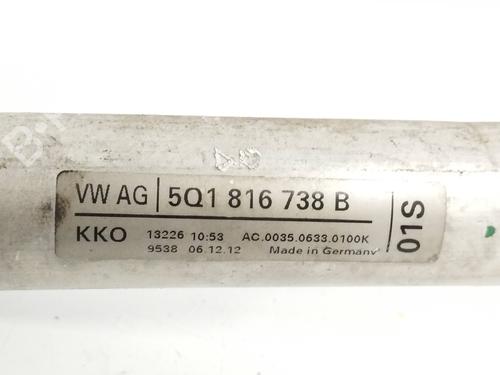 VW AG 5Q1 816 738 B
KKO 13226 10:53 AC.0035.0633.0100K
9538 06.12.12 Made in Germany
01S